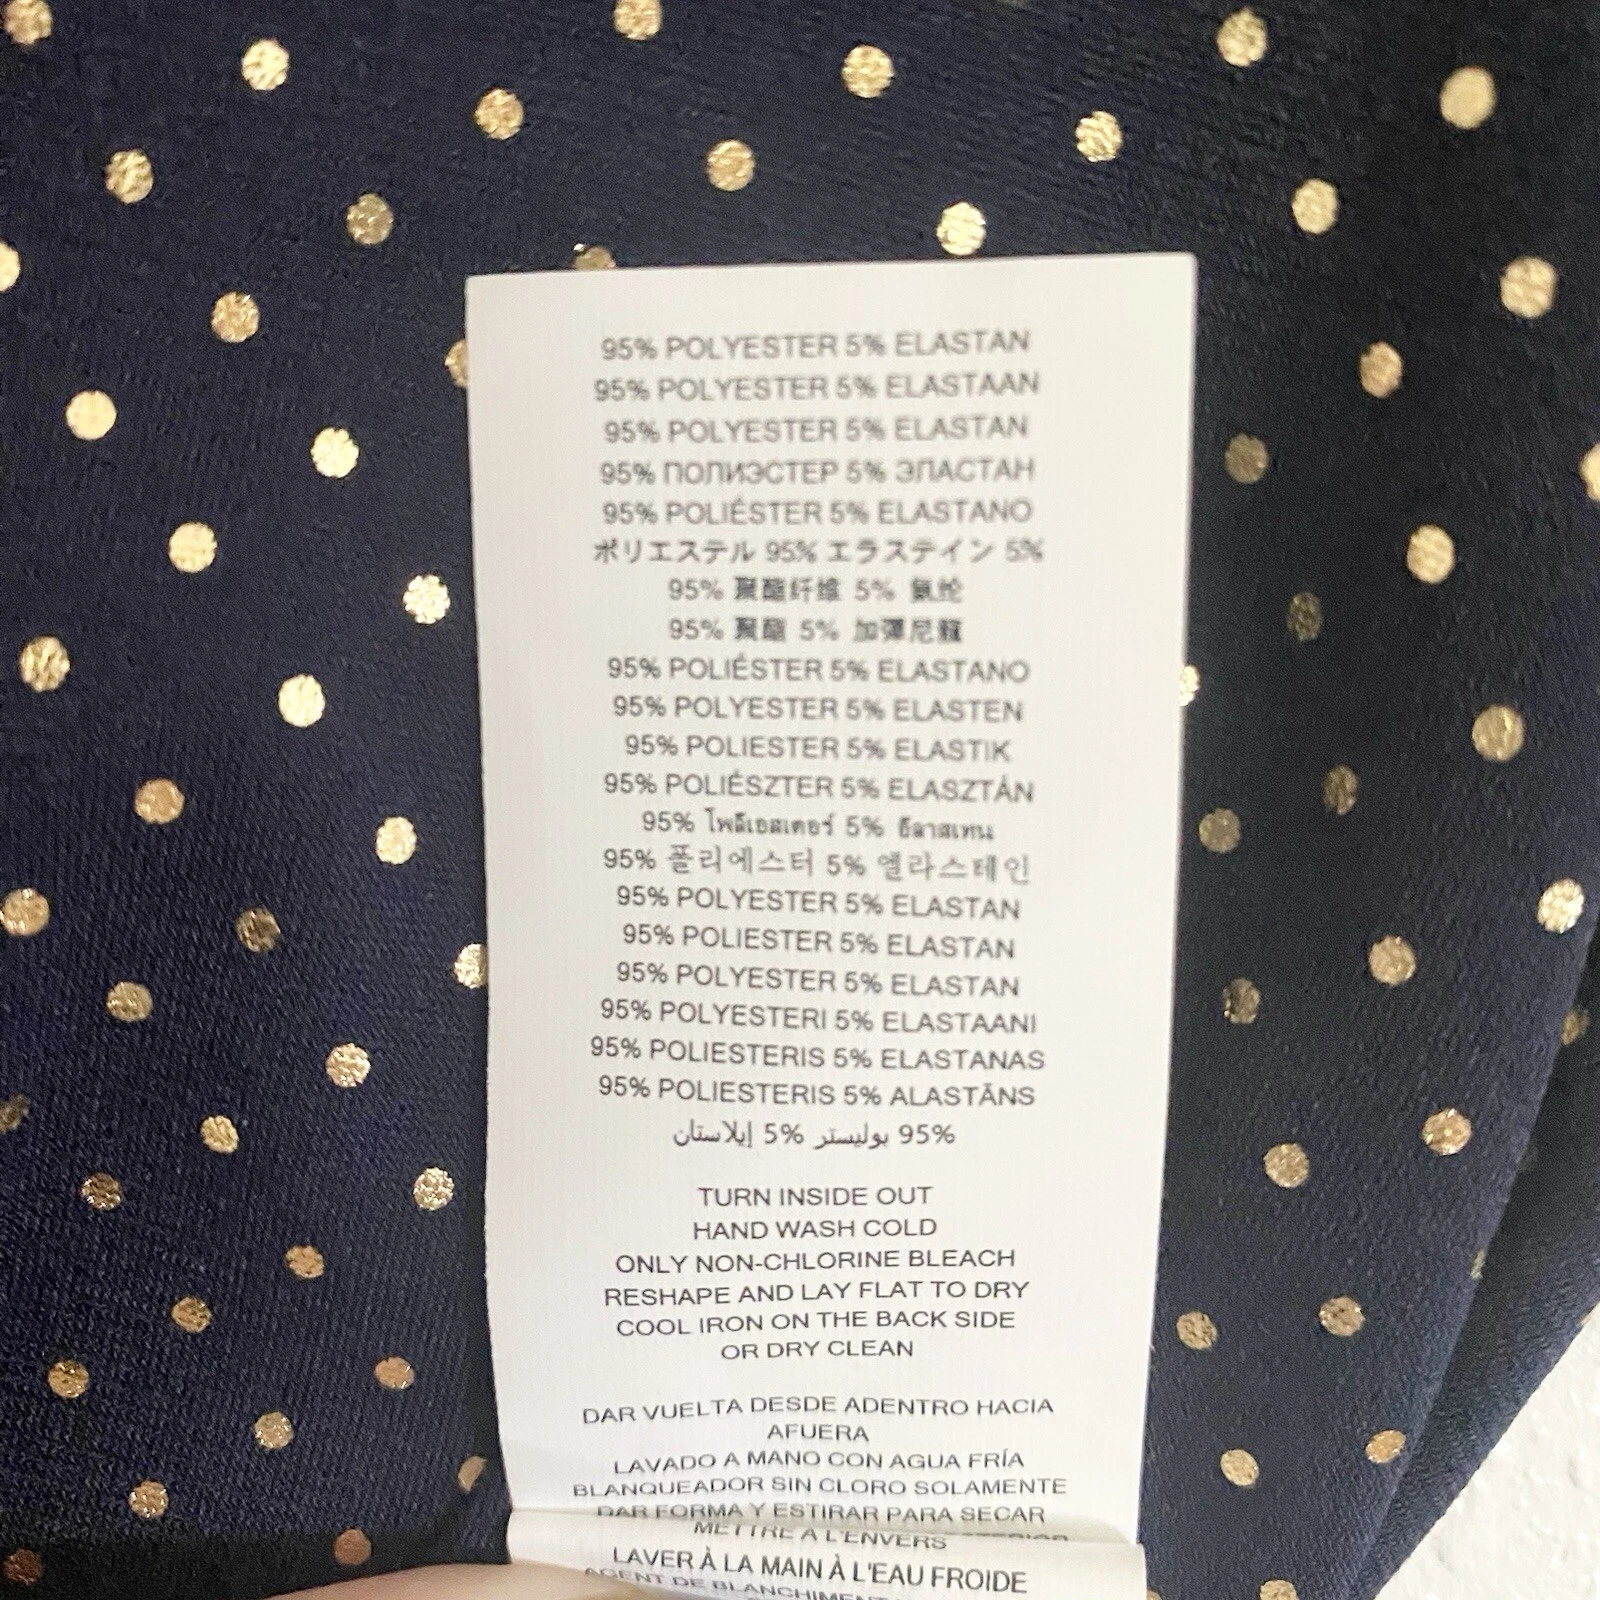 95% POLYESTER 5% ELASTAN
95% POLYESTER 5% ELASTAAN
95% POLYESTER 5% ELASTAN
95% ПОЛИЭСТЕР 5% ЭЛАСТАН
95% POLIÉSTER 5% ELASTANO
ポリエステル 95% エラステイン 5%
95% 聚酯纤维 5% 氨纶
95% 聚酯 5% 加彈尼龍
95% POLIÉSTER 5% ELASTANO
95% POLYESTER 5% ELASTEN
95% POLIESTER 5% ELASTIK
95% POLIÉSZTER 5% ELASZTÁN
95% โพลีเอสเตอร์ 5% อีลาสเทน
95% 폴리에스터 5% 엘라스테인
95% POLYESTER 5% ELASTAN
95% POLIESTER 5% ELASTAN
95% POLYESTER 5% ELASTAN
95% POLYESTERI 5% ELASTAANI
95% POLIESTERIS 5% ELASTANAS
95% POLIESTERIS 5% ALASTĀNS
95% بوليستر 5% إيلاستان
TURN INSIDE OUT
HAND WASH COLD
ONLY NON-CHLORINE BLEACH
RESHAPE AND LAY FLAT TO DRY
COOL IRON ON THE BACK SIDE
OR DRY CLEAN
DAR VUELTA DESDE ADENTRO HACIA
AFUERA
LAVADO A MANO CON AGUA FRÍA
BLANQUEADOR SIN CLORO SOLAMENTE
DAR FORMA Y ESTIRAR PARA SECAR
METTRE À L'ENVERS
LAVER À LA MAIN À L'EAU FROIDE
AGENT DE